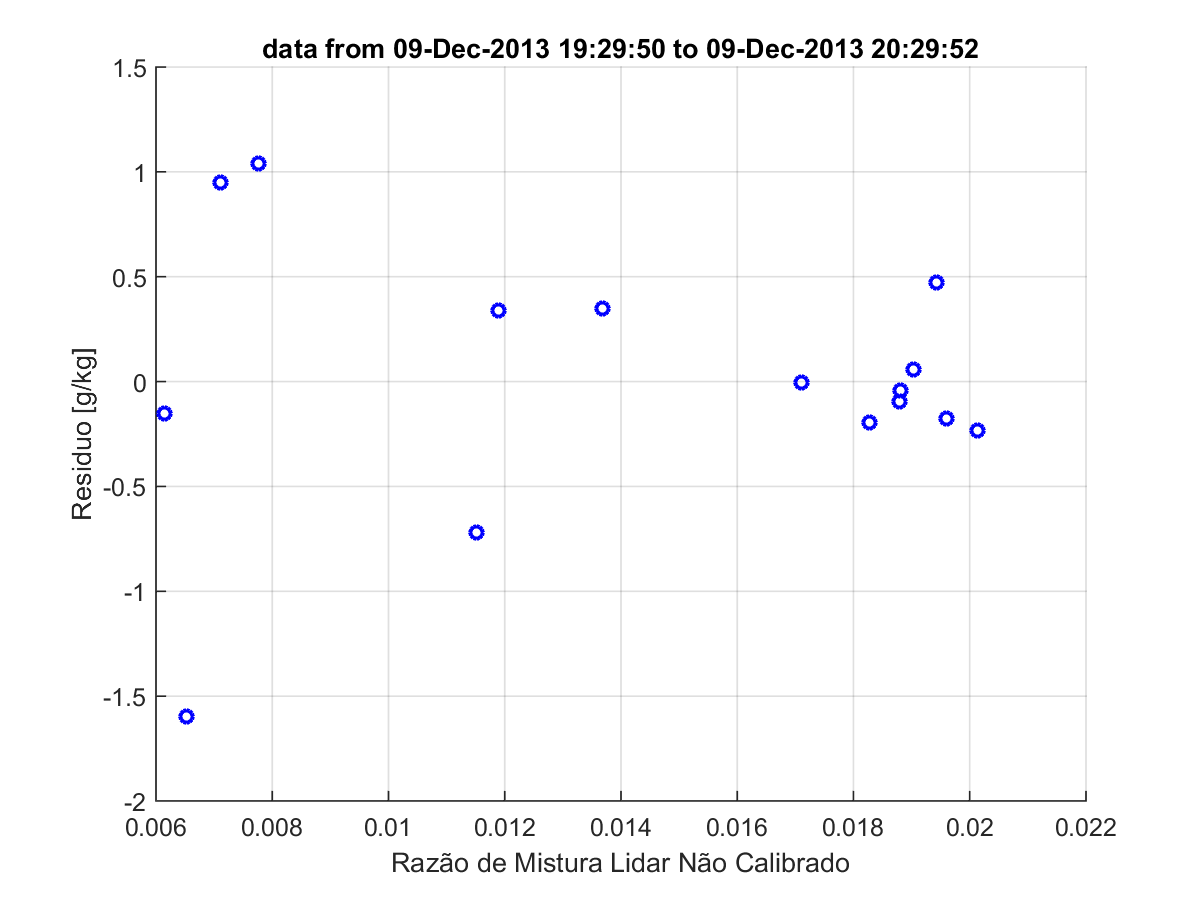 data from 09-Dec-2013 19:29:50 to 09-Dec-2013 20:29:52
1.5
1
0.5
0
-0.5
-1
-1.5
-2
Residuo [g/kg]
0.006 0.008 0.01 0.012 0.014 0.016 0.018 0.02 0.022
Razão de Mistura Lidar Não Calibrado